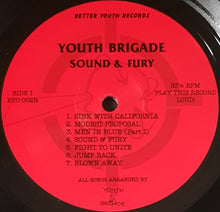 BETTER YOUTH RECORDS
YOUTH BRIGADE
SOUND & FURY
SIDE 1
BYO:002R
33⅓ RPM
PLAY THIS RECORD
LOUD!
1. SINK WITH CALIFORNIA
2. MODEST PROPOSAL
3. MEN IN BLUE (Part 1)
4. SOUND & FURY
5. FIGHT TO UNITE
6. JUMP BACK
7. BLOWN AWAY
ALL SONGS ARRANGED BY
YOUTH
BRIGADE